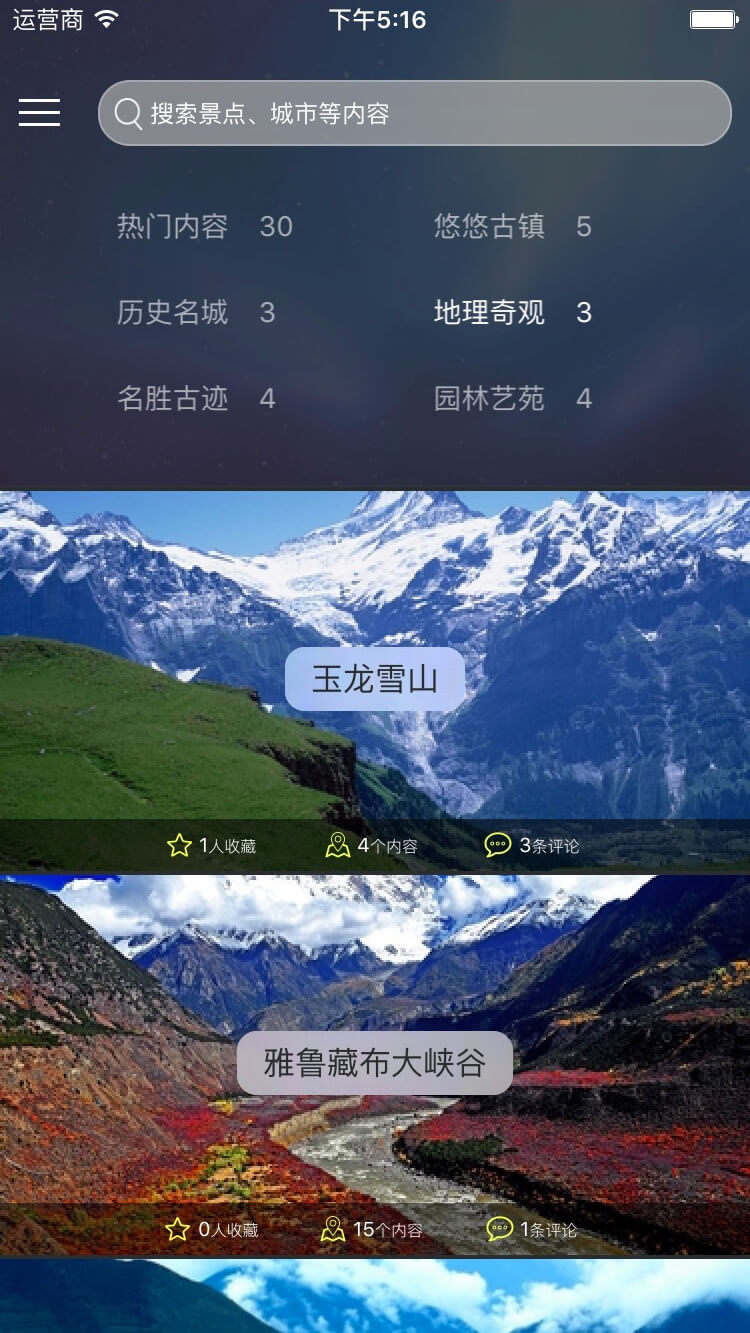 运营商 下午5:16
搜索景点、城市等内容
热门内容 30 悠悠古镇 5
历史名城 3 地理奇观 3
名胜古迹 4 园林艺苑 4
玉龙雪山
1人收藏 4个内容 3条评论
雅鲁藏布大峡谷
0人收藏 15个内容 1条评论